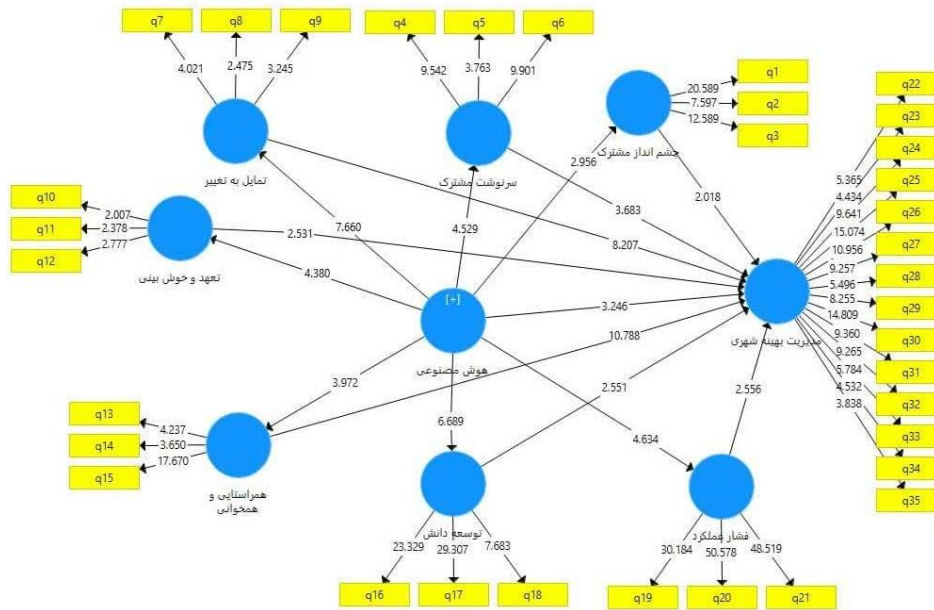 q7
q8
q9
4.021
2.475
3.245
تمایل به تغییر
q4
q5
q6
9.542
3.763
9.901
سرنوشت مشترک
q1
q2
q3
20.589
7.597
12.589
چشم انداز مشترک
q10
q11
q12
2.007
2.378
2.777
تعهد و خوش بینی
7.660
4.529
2.956
2.018
3.683
8.207
2.531
4.380
[+]
هوش مصنوعی
3.246
10.788
3.972
6.689
4.634
2.551
2.556
q13
q14
q15
4.237
3.650
17.670
همراستایی و
همخوانی
توسعه دانش
23.329
29.307
7.683
q16
q17
q18
فشار عملکرد
30.184
50.578
48.519
q19
q20
q21
مدیریت بهینه شهری
5.365
4.434
9.641
15.074
10.956
9.257
5.496
8.255
14.809
9.360
9.265
5.784
4.532
3.838
q22
q23
q24
q25
q26
q27
q28
q29
q30
q31
q32
q33
q34
q35